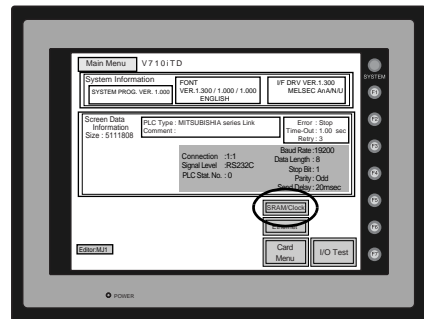 Main Menu V710iTD
System Information
SYSTEM PROG. VER. 1.000
FONT
VER.1.300 / 1.000 / 1.000
ENGLISH
I/F DRV VER.1.300
MELSEC AnA/N/U
SYSTEM
F1
Screen Data
Information
Size : 5111808
PLC Type : MITSUBISHIA series Link
Comment :
Error : Stop
Time-Out : 1.00 sec
Retry : 3
F2
Connection :1:1
Signal Level :RS232C
PLC Stat. No. : 0
Baud Rate :19200
Data Length : 8
Stop Bit : 1
Parity : Odd
Send Delay : 20msec
F3
F4
SRAM/Clock
F5
Ethernet
F6
Editor:MJ1
Card
Menu
I/O Test
F7
POWER